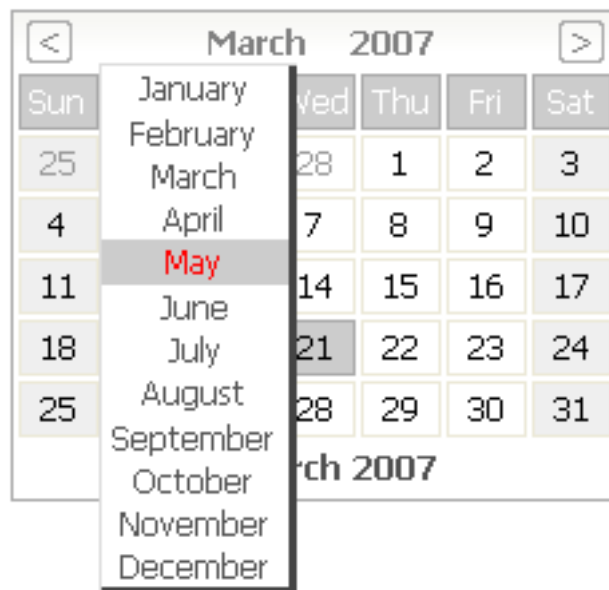 < March 2007 >
January
Sun Thu Fri Sat
February
25 28 1 2 3
March
April
4 7 8 9 10
May
11 14 15 16 17
June
July
18 21 22 23 24
August
25 28 29 30 31
September
2007
October
November
December